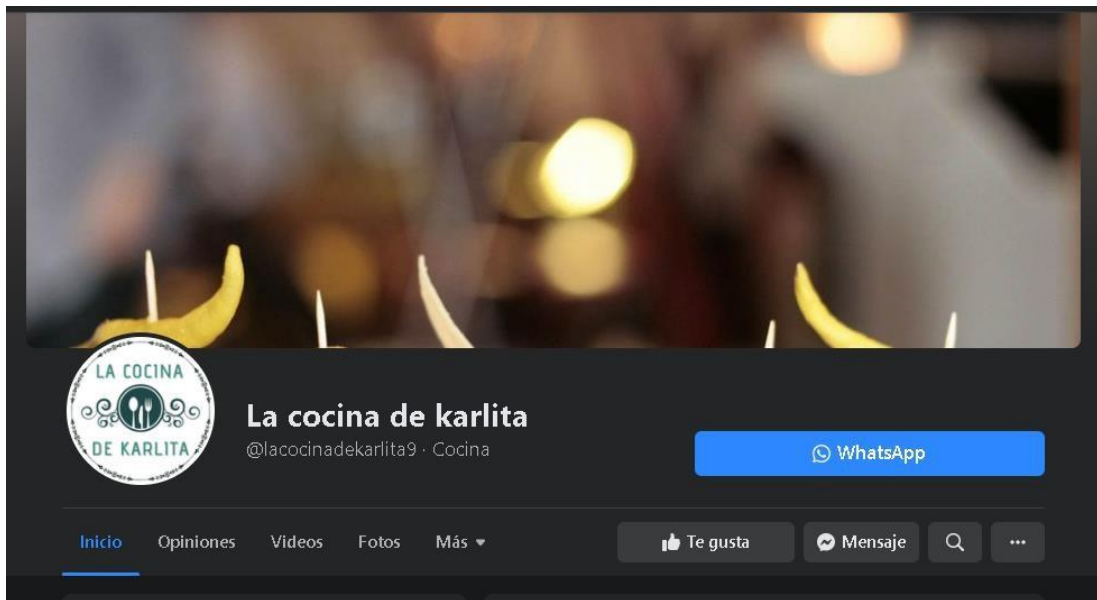 LA COCINA
DE KARLITA
La cocina de karlita
@lacocinadekarlita9 · Cocina
WhatsApp
Inicio Opiniones Videos Fotos Más
Te gusta Mensaje